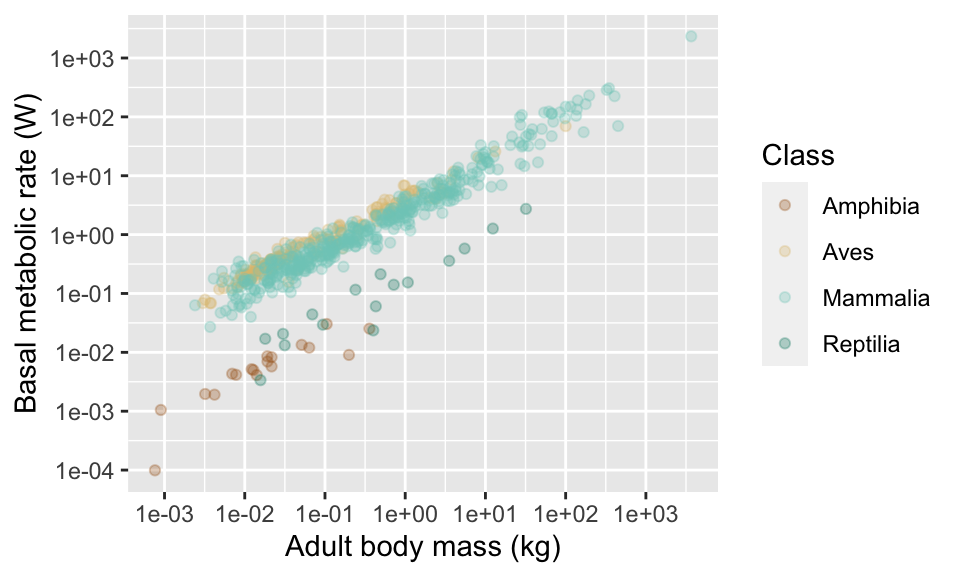 1e+03
1e+02
1e+01
1e+00
1e-01
1e-02
1e-03
1e-04
Basal metabolic rate (W)
1e-03 1e-02 1e-01 1e+00 1e+01 1e+02 1e+03
Adult body mass (kg)
Class
Amphibia
Aves
Mammalia
Reptilia